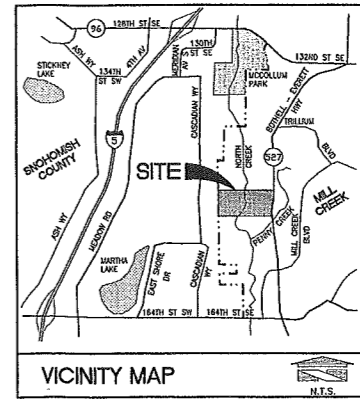 96
128TH ST SE
ASH WY
4TH AV
STICKNEY
LAKE
134TH
ST SW
MERIDIAN
AV S
130TH
ST SE
MCCOLLUM
PARK
132ND ST SE
BOTHELL - EVERETT
HWY
TRILLIUM
BLVD
SNOHOMISH
COUNTY
5
CASCADIAN WY
NORTH
CREEK
527
SITE
MILL
CREEK
ASH WY
MEADOW RD
PENNY CREEK
MILL CREEK
BLVD
MARTHA
LAKE
EAST SHORE
DR
CASCADIAN
WY
164TH ST SW
164TH ST SE
VICINITY MAP
N.T.S.